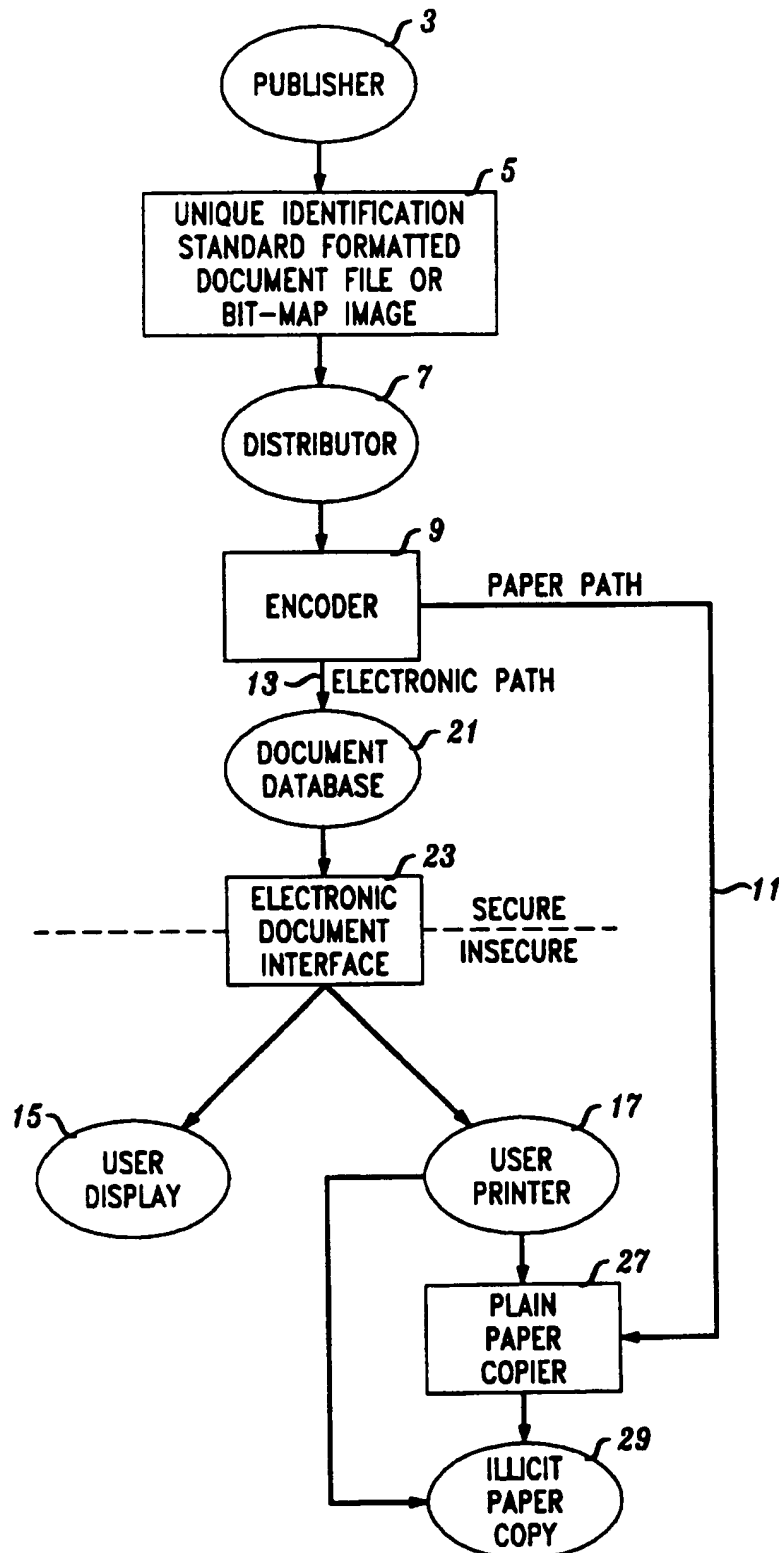 3
PUBLISHER
5
UNIQUE IDENTIFICATION
STANDARD FORMATTED
DOCUMENT FILE OR
BIT-MAP IMAGE
7
DISTRIBUTOR
9
ENCODER
PAPER PATH
13
ELECTRONIC PATH
21
DOCUMENT
DATABASE
23
ELECTRONIC
DOCUMENT
INTERFACE
SECURE
INSECURE
11
15
USER
DISPLAY
17
USER
PRINTER
27
PLAIN
PAPER
COPIER
29
ILLICIT
PAPER
COPY